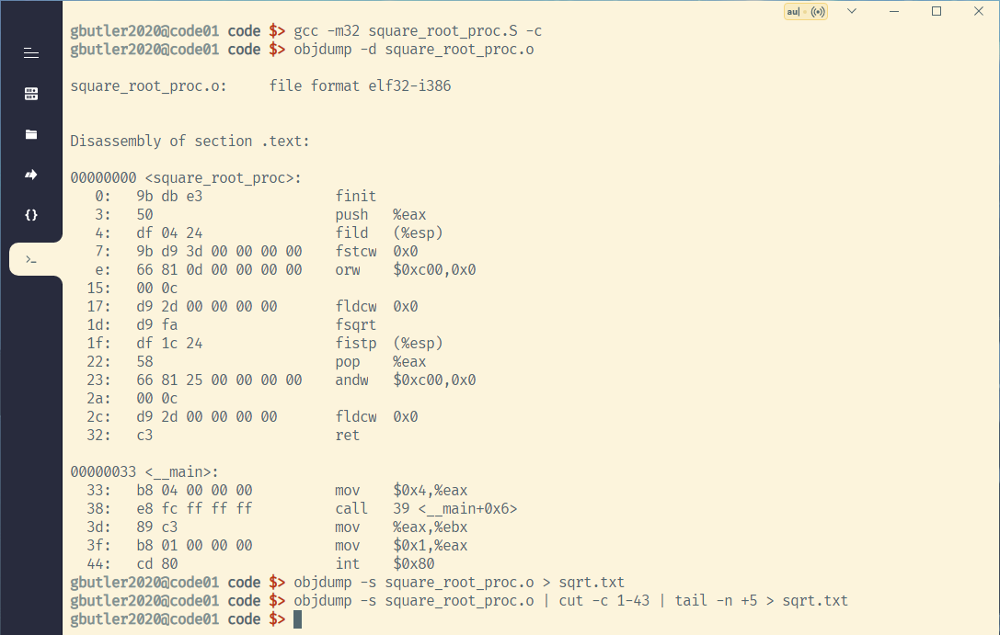 au|
gbutler2020@code01 code $> gcc -m32 square_root_proc.S -c
gbutler2020@code01 code $> objdump -d square_root_proc.o
square_root_proc.o:     file format elf32-i386
Disassembly of section .text:
00000000 <square_root_proc>:
   0:   9b db e3                finit
   3:   50                      push   %eax
   4:   df 04 24                fild   (%esp)
   7:   9b d9 3d 00 00 00 00    fstcw  0x0
   e:   66 81 0d 00 00 00 00    orw    $0xc00,0x0
  15:   00 0c
  17:   d9 2d 00 00 00 00       fldcw  0x0
  1d:   d9 fa                   fsqrt
  1f:   df 1c 24                fistp  (%esp)
  22:   58                      pop    %eax
  23:   66 81 25 00 00 00 00    andw   $0xc00,0x0
  2a:   00 0c
  2c:   d9 2d 00 00 00 00       fldcw  0x0
  32:   c3                      ret
00000033 <__main>:
  33:   b8 04 00 00 00          mov    $0x4,%eax
  38:   e8 fc ff ff ff          call   39 <__main+0x6>
  3d:   89 c3                   mov    %eax,%ebx
  3f:   b8 01 00 00 00          mov    $0x1,%eax
  44:   cd 80                   int    $0x80
gbutler2020@code01 code $> objdump -s square_root_proc.o > sqrt.txt
gbutler2020@code01 code $> objdump -s square_root_proc.o | cut -c 1-43 | tail -n +5 > sqrt.txt
gbutler2020@code01 code $>